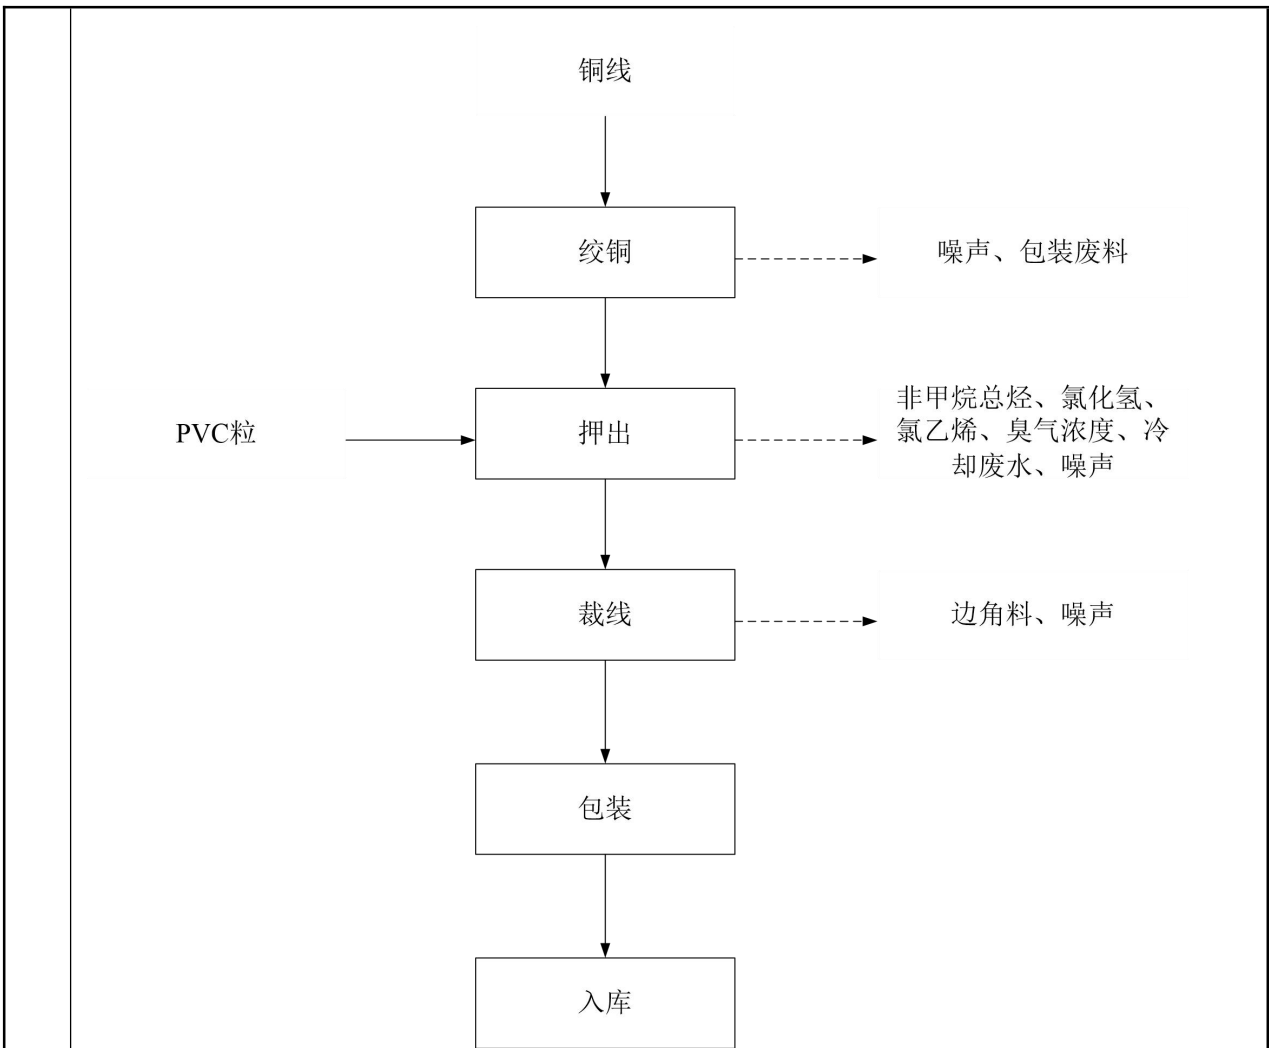 铜线
绞铜
噪声、包装废料
PVC粒
押出
非甲烷总烃、氯化氢、
氯乙烯、臭气浓度、冷
却废水、噪声
裁线
边角料、噪声
包装
入库